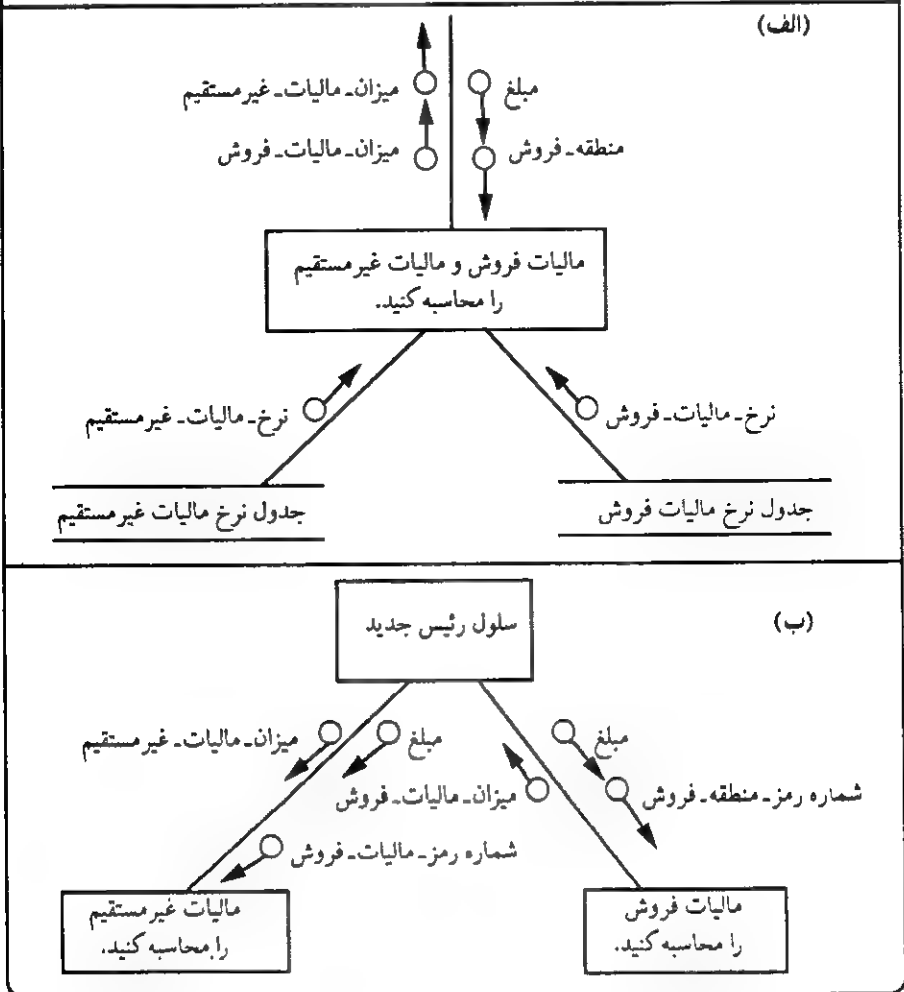 (الف)
مبلغ
میزان-مالیات-غیرمستقیم
منطقه-فروش
میزان-مالیات-فروش
مالیات فروش و مالیات غیرمستقیم
را محاسبه کنید.
نرخ-مالیات-فروش
نرخ-مالیات-غیرمستقیم
جدول نرخ مالیات فروش
جدول نرخ مالیات غیرمستقیم
(ب)
سلول رئیس جدید
مبلغ
مبلغ
میزان-مالیات-غیرمستقیم
شماره رمز-منطقه-فروش
میزان-مالیات-فروش
شماره رمز-مالیات-فروش
مالیات فروش
را محاسبه کنید.
مالیات غیرمستقیم
را محاسبه کنید.